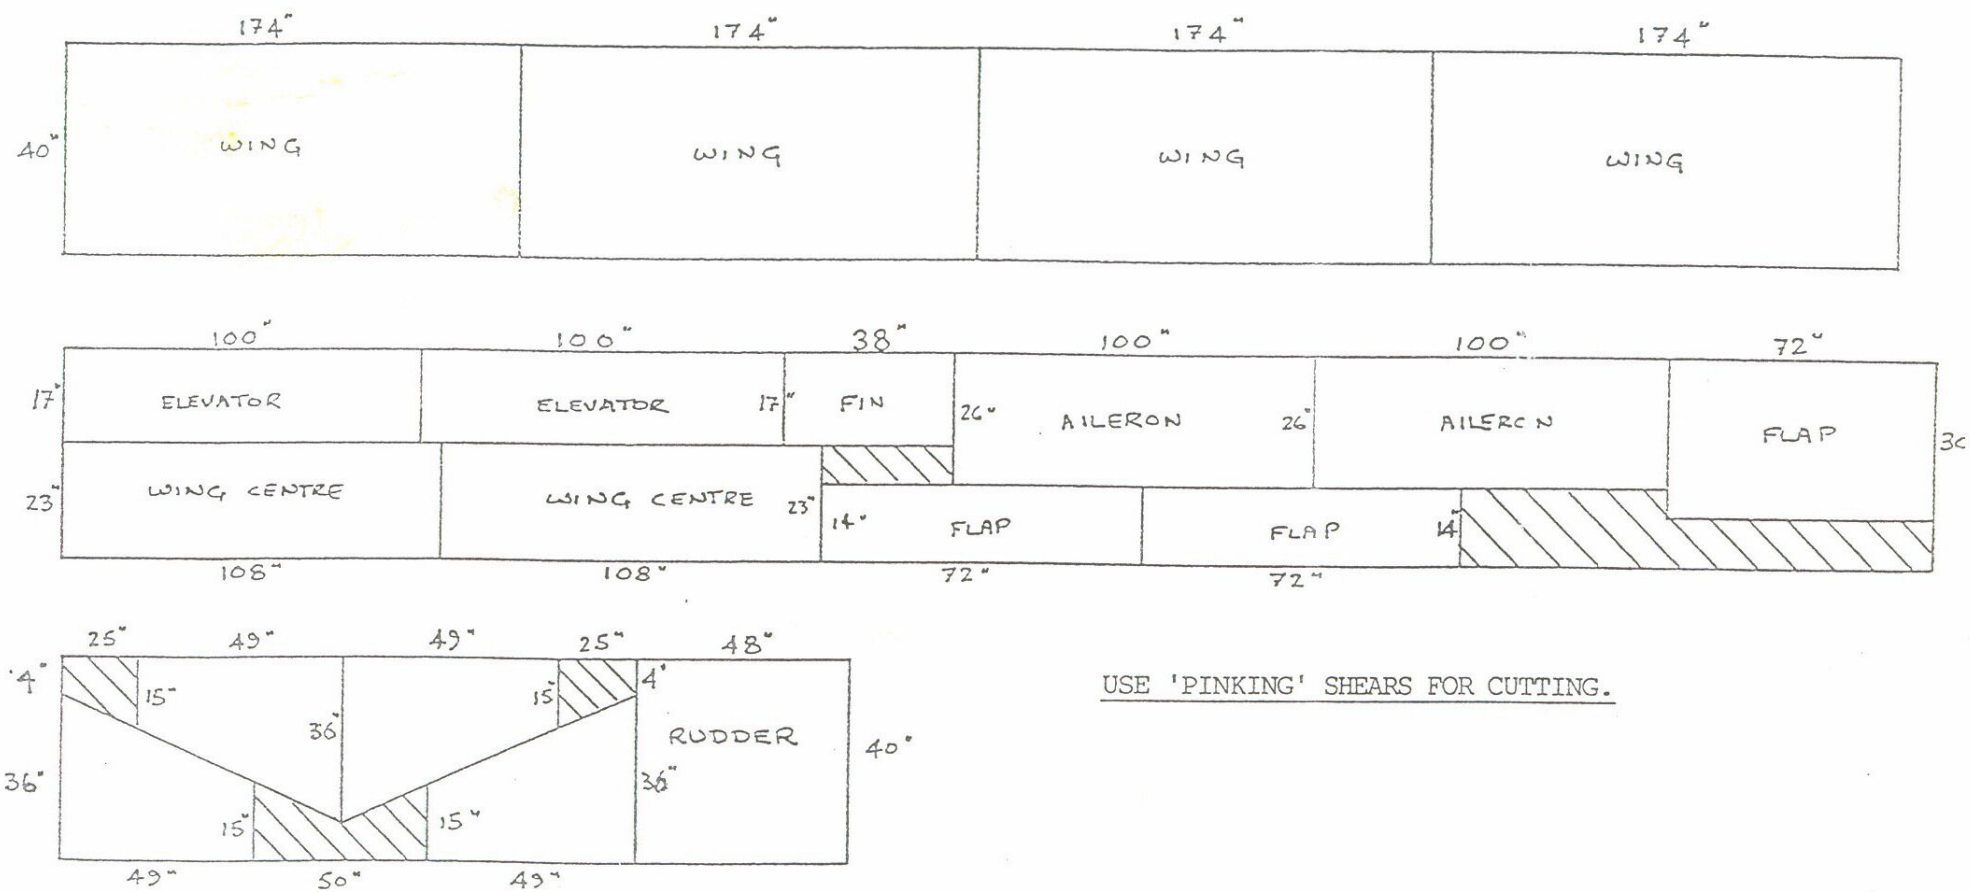 174" 174" 174" 174"
40" WING WING WING WING
100" 100" 38" 100" 100" 72"
17" ELEVATOR ELEVATOR 17" FIN 26" AILERON 26" AILERON FLAP
23" WING CENTRE WING CENTRE 23" 14" FLAP FLAP 14"
108" 108" 72" 72"
25" 49" 49" 25" 48"
4" 15" 15" 4"
36" RUDDER 40"
36" 36"
15" 15"
49" 50" 49"
USE 'PINKING' SHEARS FOR CUTTING.